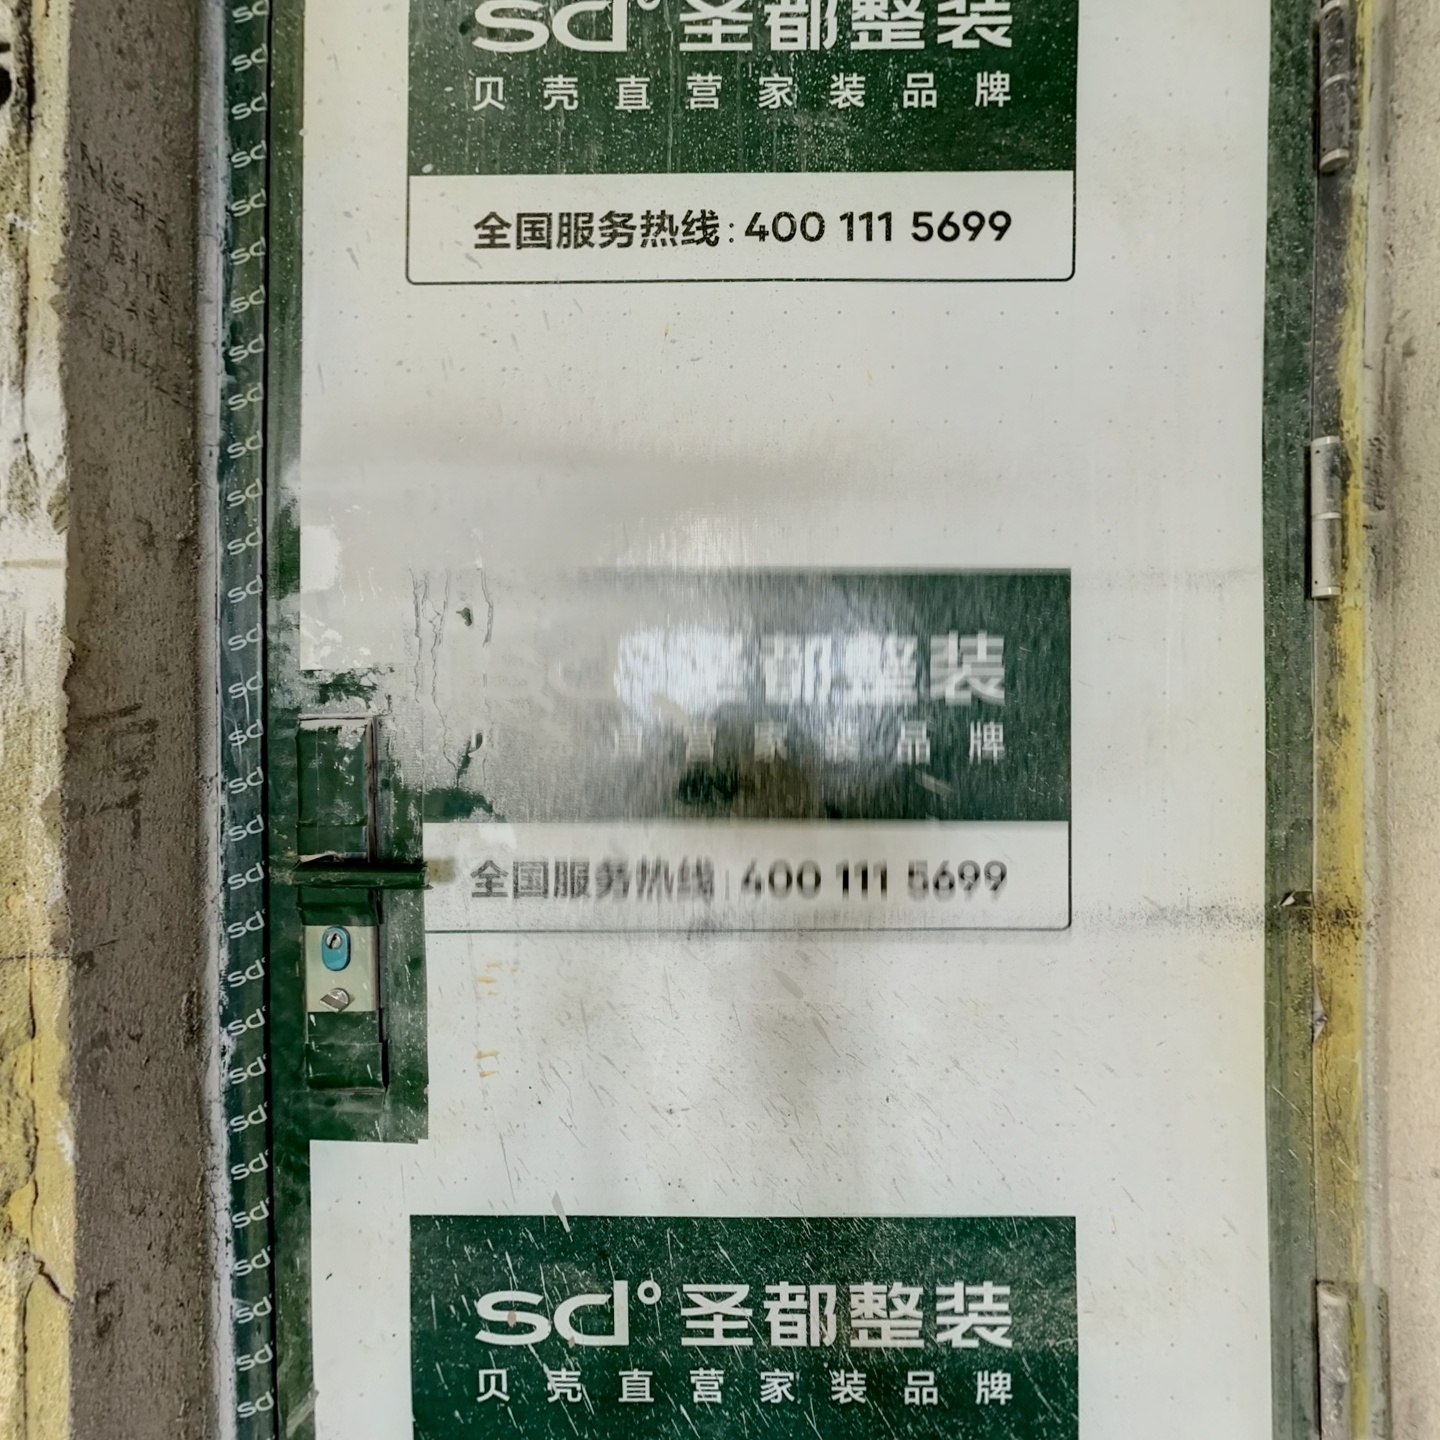 sd° 圣都整装
贝壳直营家装品牌
全国服务热线:400 111 5699
都整装
直营家装品牌
全国服务热线 400 111 5699
sd° 圣都整装
贝壳直营家装品牌